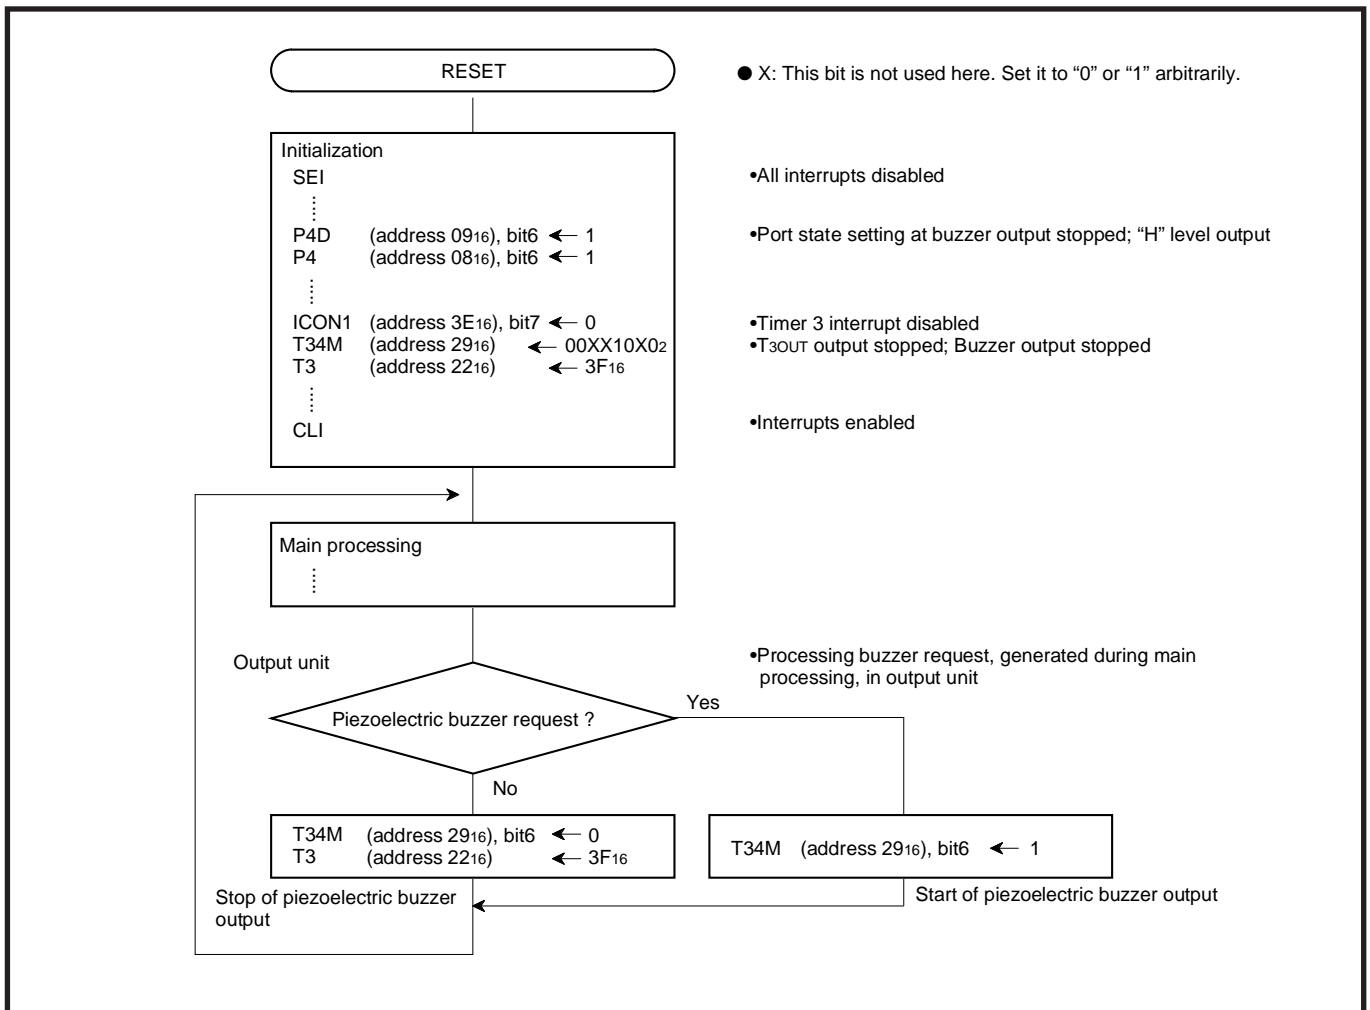 RESET
● X: This bit is not used here. Set it to “0” or “1” arbitrarily.
Initialization
SEI
•All interrupts disabled
P4D (address 0916), bit6 ← 1
•Port state setting at buzzer output stopped; “H” level output
P4 (address 0816), bit6 ← 1
ICON1 (address 3E16), bit7 ← 0
•Timer 3 interrupt disabled
T34M (address 2916) ← 00XX10X02
•T3OUT output stopped; Buzzer output stopped
T3 (address 2216) ← 3F16
CLI
•Interrupts enabled
Main processing
Output unit
•Processing buzzer request, generated during main
processing, in output unit
Piezoelectric buzzer request ?
Yes
No
T34M (address 2916), bit6 ← 0
T3 (address 2216) ← 3F16
T34M (address 2916), bit6 ← 1
Stop of piezoelectric buzzer
output
Start of piezoelectric buzzer output